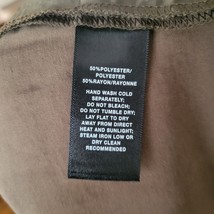 50%POLYESTER/
POLYESTER
50%RAYON/RAYONNE
HAND WASH COLD
SEPARATELY;
DO NOT BLEACH;
DO NOT TUMBLE DRY;
LAY FLAT TO DRY
AWAY FROM DIRECT
HEAT AND SUNLIGHT;
STEAM IRON LOW OR
DRY CLEAN
RECOMMENDED